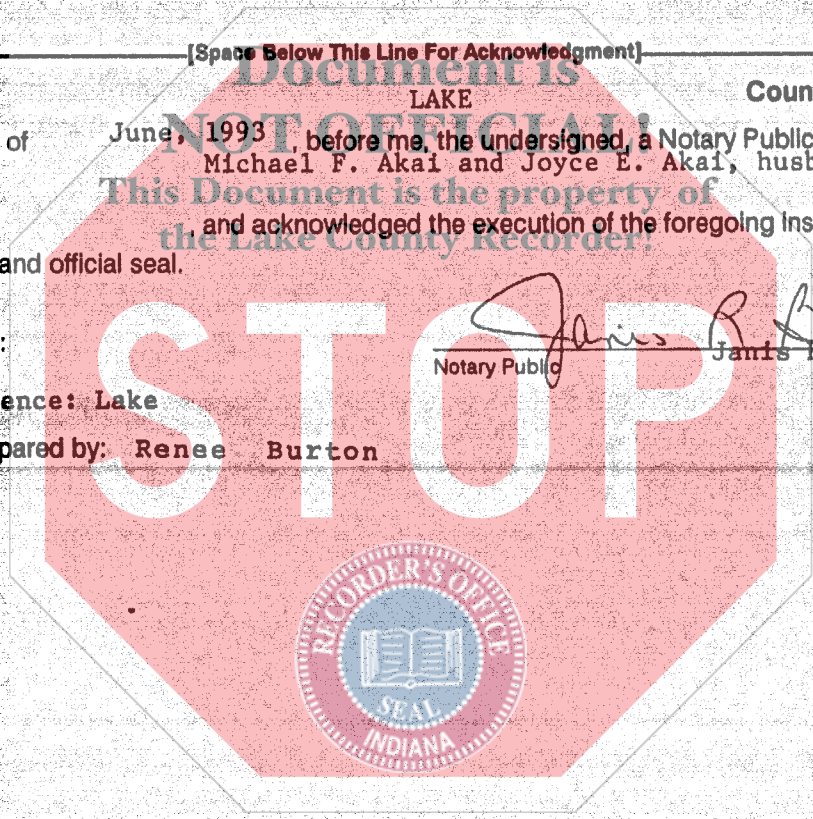 [Space Below This Line For Acknowledgment]
Document is
LAKE Coun
NOT OFFICIAL!
of June, 1993 , before me, the undersigned, a Notary Public
Michael F. Akai and Joyce E. Akai, husb
This Document is the property of
, and acknowledged the execution of the foregoing ins
the Lake County Recorder!
and official seal.
STOP
:
Janis R B
Janis
Notary Public
ence: Lake
pared by: Renee Burton
RECORDER'S OFFICE
SEAL
INDIANA